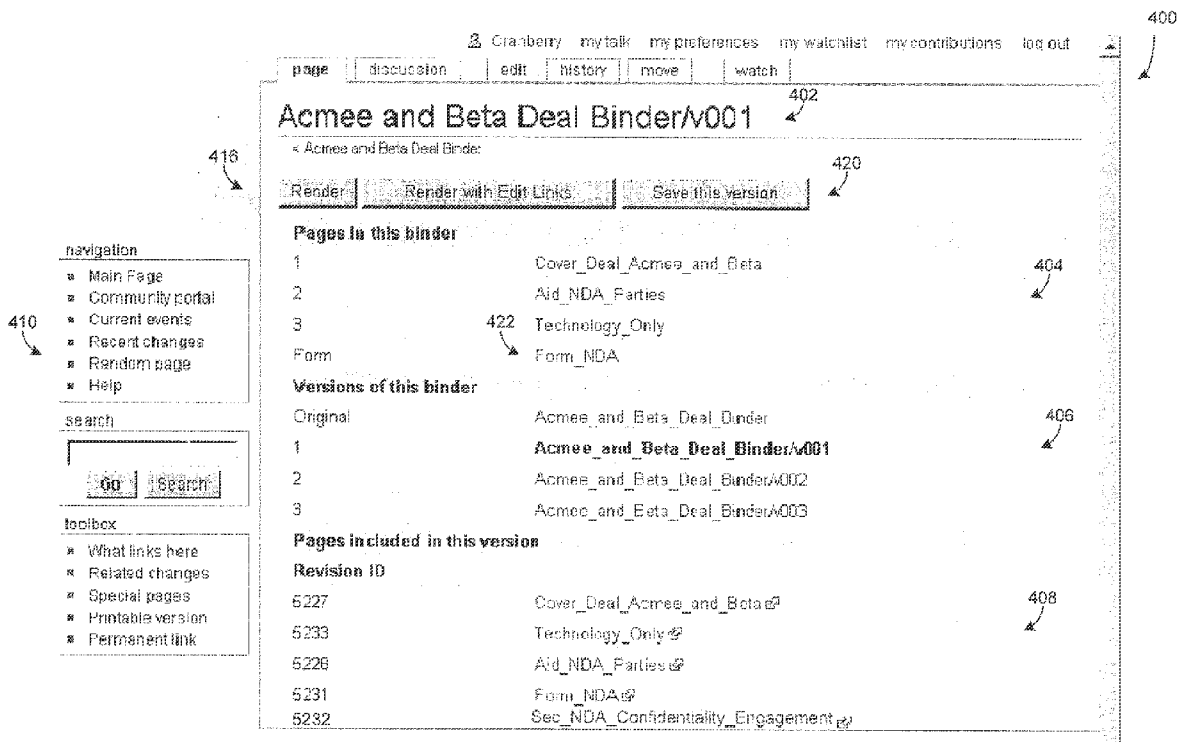 400
Cranberry my talk my preferences my watchlist my contributions log out
page discussion edit history move watch
Acmee and Beta Deal Binder/v001
402
< Acmee and Beta Deal Binder
416
420
Render Render with Edit Links Save this version
Pages in this binder
1 Cover_Deal_Acmee_and_Beta
404
2 Aid_NDA_Parties
3 Technology_Only
422
Form Form_NDA
Versions of this binder
Original Acmee_and_Beta_Deal_Binder
406
1 Acmee_and_Beta_Deal_Binder/v001
2 Acmee_and_Beta_Deal_Binder/v002
3 Acmee_and_Beta_Deal_Binder/v003
Pages included in this version
Revision ID
5227 Cover_Deal_Acmee_and_Beta
408
5233 Technology_Only
5226 Aid_NDA_Parties
5231 Form_NDA
5232 Sec_NDA_Confidentiality_Engagement
navigation
Main Page
Community portal
Current events
410
Recent changes
Random page
Help
search
Go Search
toolbox
What links here
Related changes
Special pages
Printable version
Permanent link